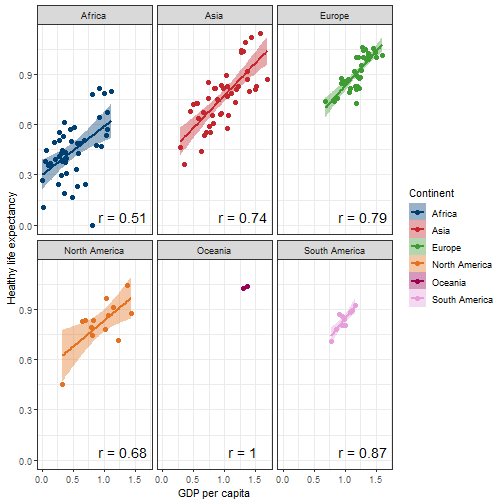 Africa
Asia
Europe
0.9
0.6
0.3
0.0
r = 0.51
r = 0.74
r = 0.79
North America
Oceania
South America
0.9
0.6
0.3
0.0
r = 0.68
r = 1
r = 0.87
0.0 0.5 1.0 1.5
0.0 0.5 1.0 1.5
0.0 0.5 1.0 1.5
GDP per capita
Healthy life expectancy
Continent
Africa
Asia
Europe
North America
Oceania
South America